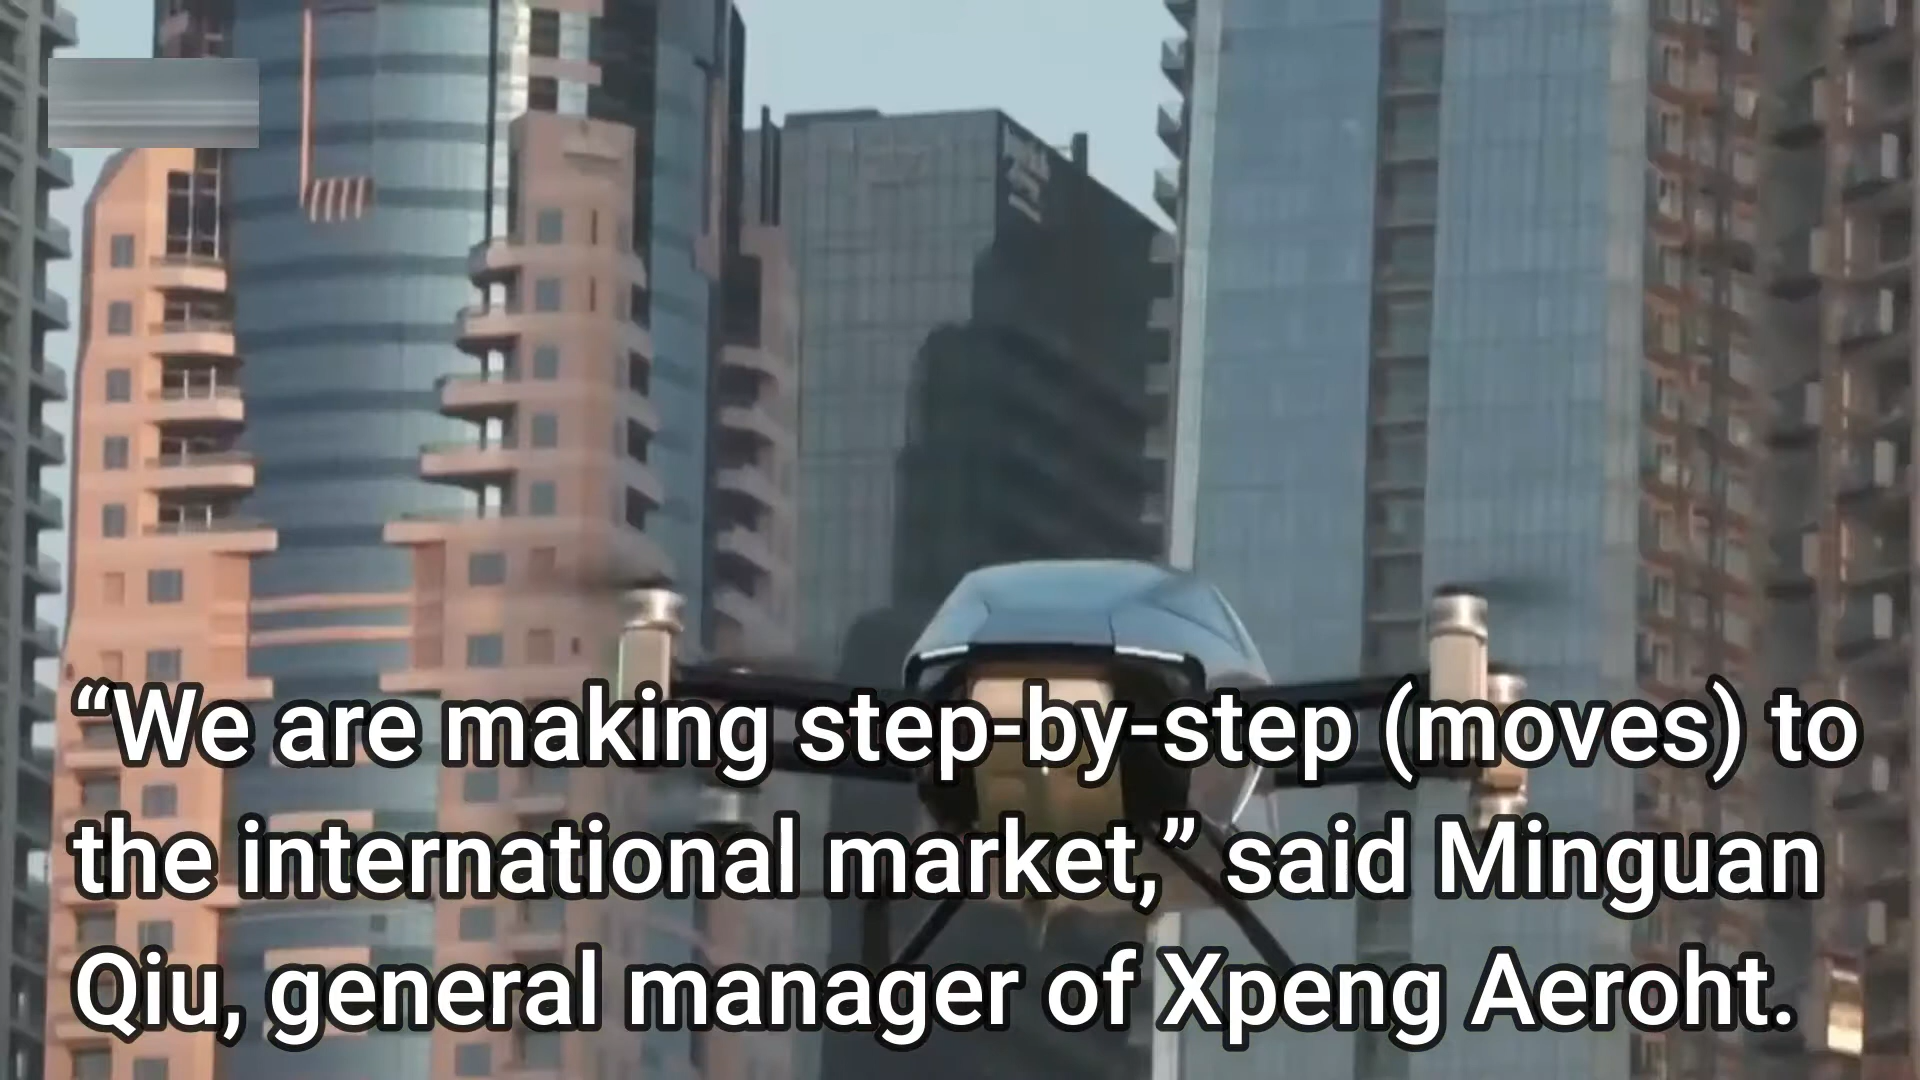 “We are making step-by-step (moves) to
the international market,” said Minguan
Qiu, general manager of Xpeng Aeroht.